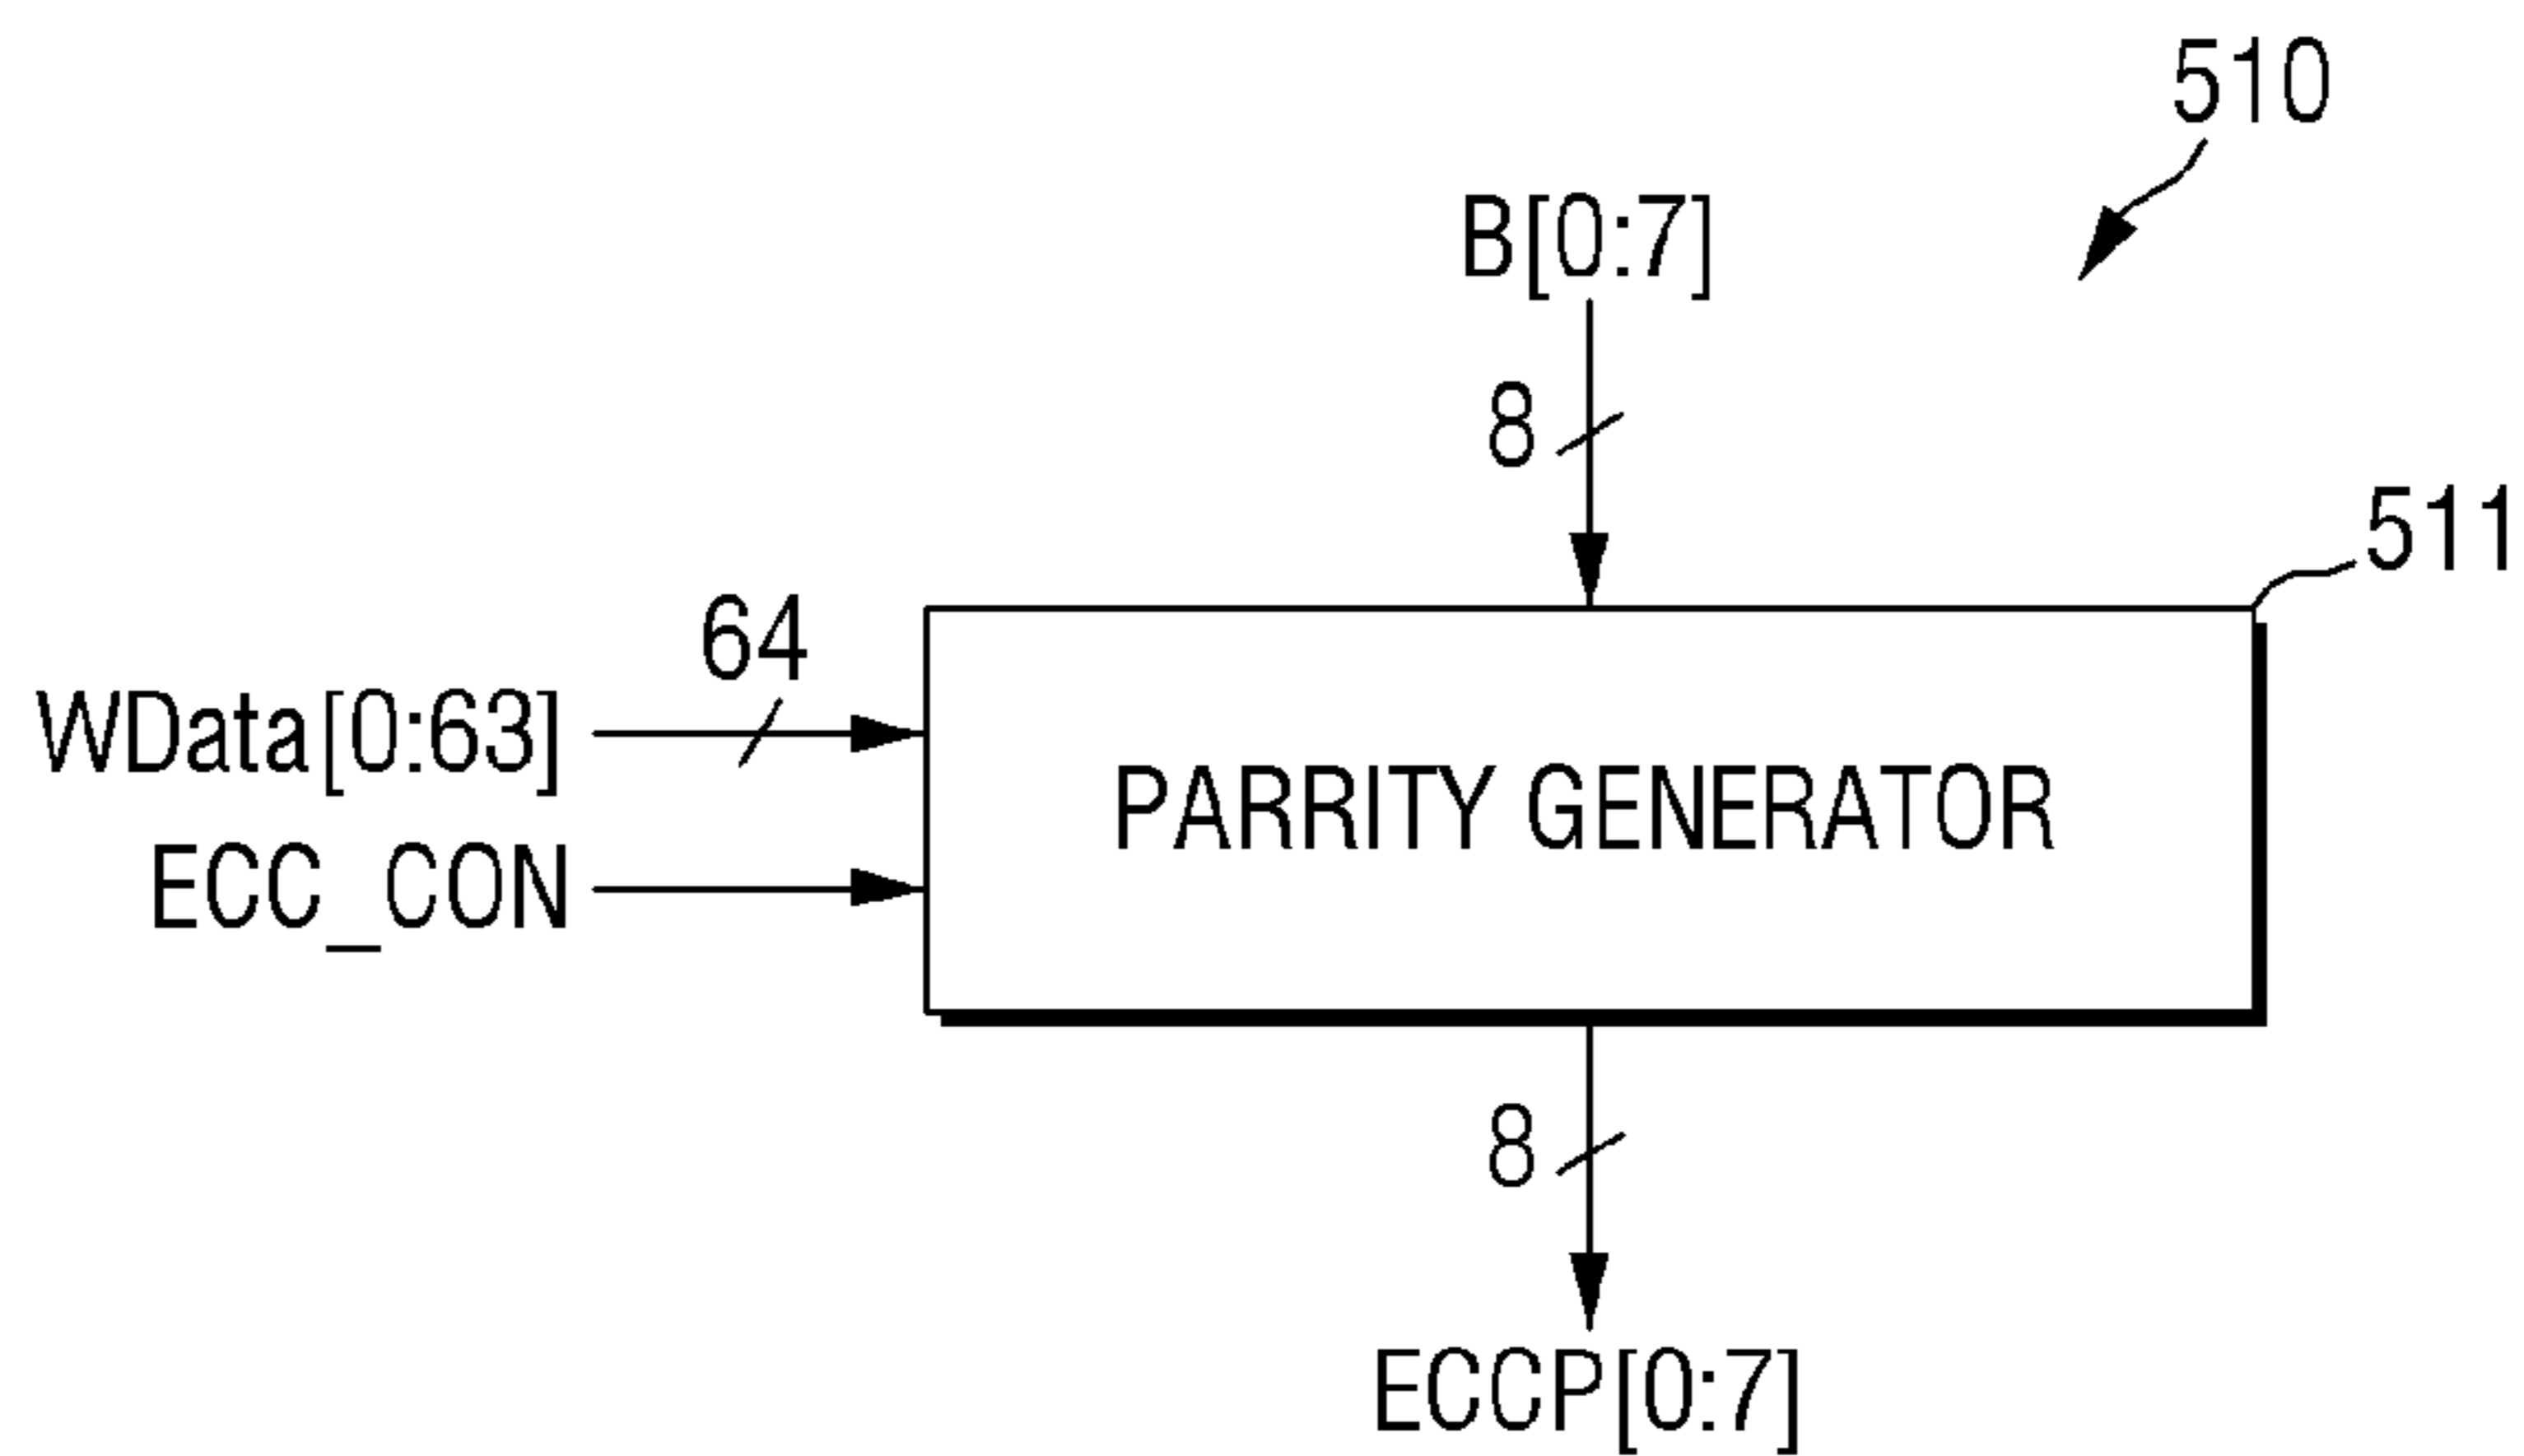 510
B[0:7]
8
511
64
WData[0:63]
ECC_CON
PARRITY GENERATOR
8
ECCP[0:7]